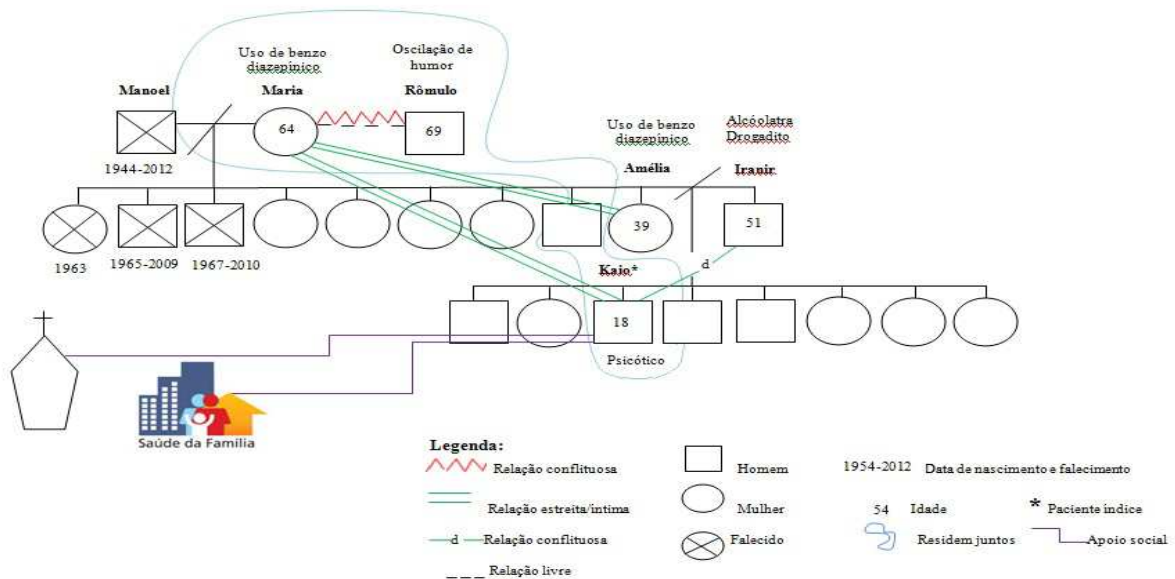 Uso de benzo
diazepínico
Oscilação de
humor
Manoel
Maria
Rômulo
64
69
1944-2012
Uso de benzo
diazepínico
Alcóolatra
Drogadito
Amélia
Iranir
39
51
1963
1965-2009
1967-2010
Kaio*
d
18
Psicótico
Saúde da Família
Legenda:
Relação conflituosa
Homem
1954-2012 Data de nascimento e falecimento
Relação estreita/intima
Mulher
54 Idade
* Paciente índice
d Relação conflituosa
Falecido
Residem juntos
Apoio social
Relação livre